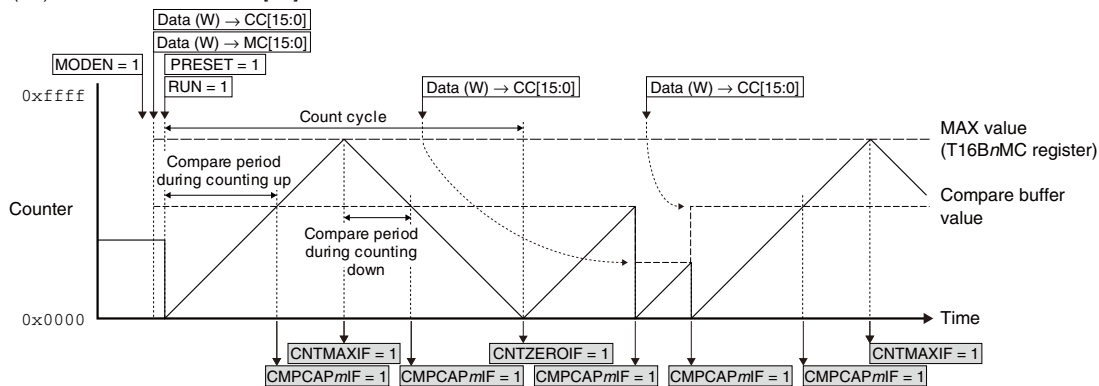 Data (W) → CC[15:0]
Data (W) → MC[15:0]
MODEN = 1
PRESET = 1
RUN = 1
Data (W) → CC[15:0]
Data (W) → CC[15:0]
0xffff
Count cycle
MAX value
(T16BnMC register)
Compare period
during counting up
Compare buffer
value
Counter
Compare period
during counting
down
0x0000
Time
CNTMAXIF = 1
CNTZEROIF = 1
CNTMAXIF = 1
CMPCAPmIF = 1
CMPCAPmIF = 1
CMPCAPmIF = 1
CMPCAPmIF = 1
CMPCAPmIF = 1